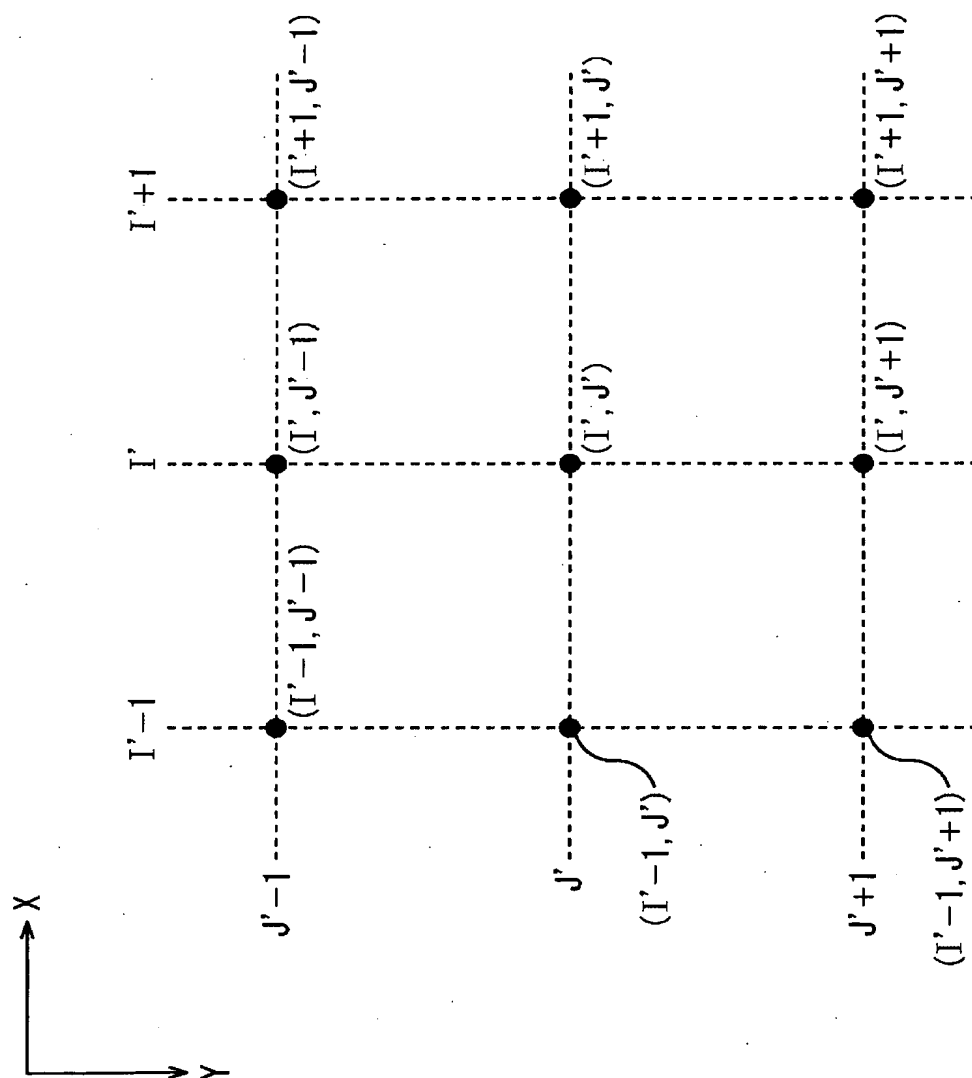 X
Y
I'-1
I'
I'+1
J'-1
(I'-1, J'-1)
(I', J'-1)
(I'+1, J'-1)
J'
(I', J')
(I'+1, J')
(I'-1, J')
J'+1
(I', J'+1)
(I'+1, J'+1)
(I'-1, J'+1)